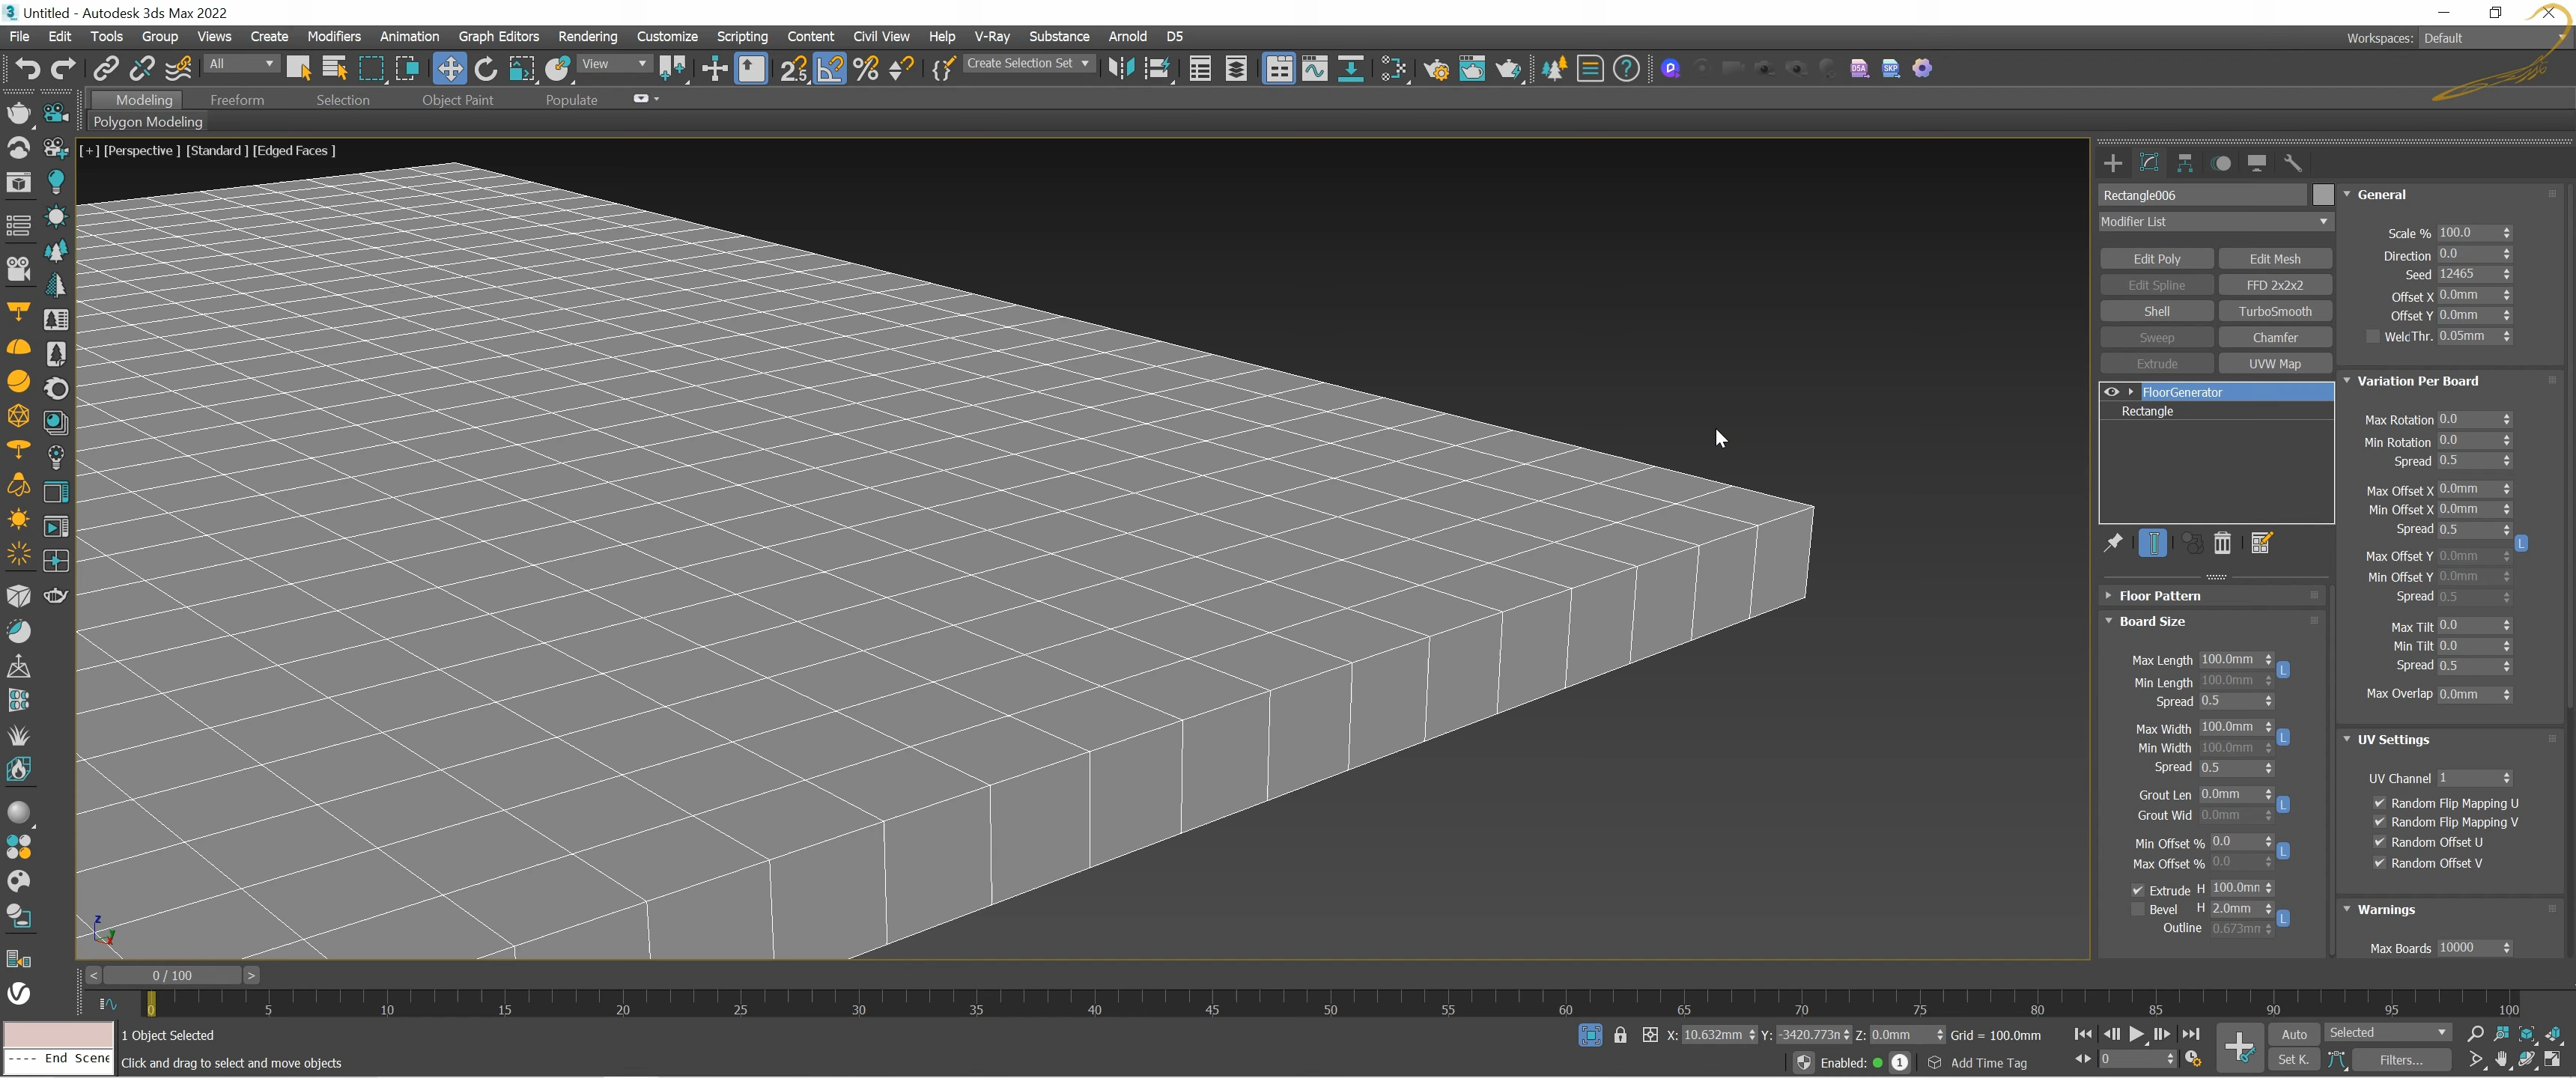 Untitled - Autodesk 3ds Max 2022
File Edit Tools Group Views Create Modifiers Animation Graph Editors Rendering Customize Scripting Content Civil View Help V-Ray Substance Arnold D5 Workspaces: Default
All View Create Selection Set
Modeling Freeform Selection Object Paint Populate
Polygon Modeling
[+] [Perspective ] [Standard ] [Edged Faces ]
Rectangle006
Modifier List
Edit Poly Edit Mesh
Edit Spline FFD 2x2x2
Shell TurboSmooth
Sweep Chamfer
Extrude UVW Map
FloorGenerator
Rectangle
Floor Pattern
Board Size
Max Length 100.0mm L
Min Length 100.0mm
Spread 0.5
Max Width 100.0mm L
Min Width 100.0mm
Spread 0.5
Grout Len 0.0mm L
Grout Wid 0.0mm
Min Offset % 0.0 L
Max Offset % 0.0
Extrude H 100.0mm
Bevel H 2.0mm L
Outline 0.673mm
General
Scale % 100.0
Direction 0.0
Seed 12465
Offset X 0.0mm
Offset Y 0.0mm
Weld Thr. 0.05mm
Variation Per Board
Max Rotation 0.0
Min Rotation 0.0
Spread 0.5
Max Offset X 0.0mm
Min Offset X 0.0mm
Spread 0.5 L
Max Offset Y 0.0mm
Min Offset Y 0.0mm
Spread 0.5
Max Tilt 0.0
Min Tilt 0.0
Spread 0.5
Max Overlap 0.0mm
UV Settings
UV Channel 1
Random Flip Mapping U
Random Flip Mapping V
Random Offset U
Random Offset V
Warnings
Max Boards 10000
z
< 0 / 100 >
0 5 10 15 20 25 30 35 40 45 50 55 60 65 70 75 80 85 90 95 100
1 Object Selected X: 10.632mm Y: -3420.773m Z: 0.0mm Grid = 100.0mm Auto Selected
---- End Scene Click and drag to select and move objects Enabled: 1 Add Time Tag 0 Set K. Filters...